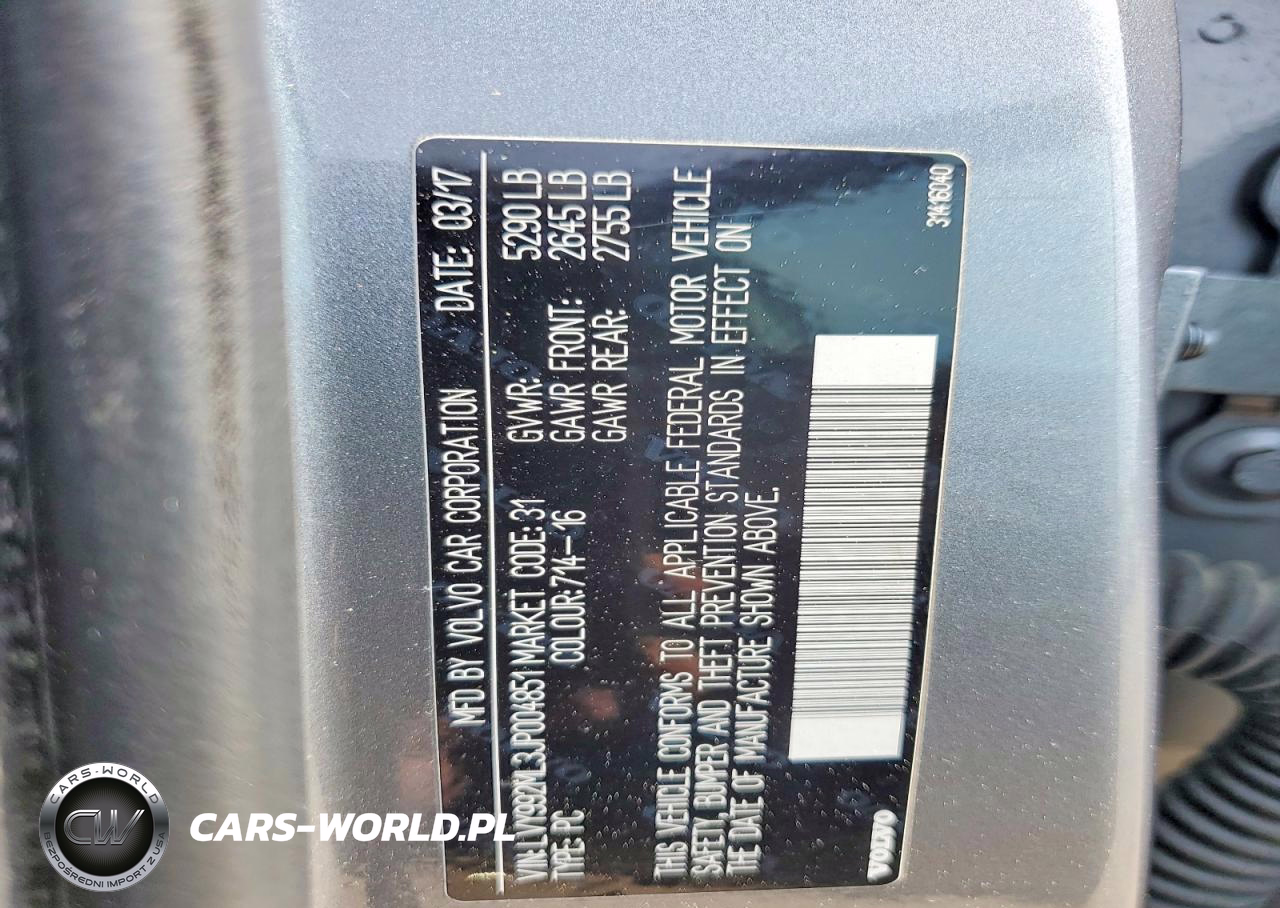 MFD BY VOLVO CAR CORPORATION DATE: 03/17
VIN: LVY992ML3JP004851 MARKET CODE: 31 GVWR: 5290 LB
TYPE: PC COLOUR: 714-16 GAWR FRONT: 2645 LB
GAWR REAR: 2755 LB
THIS VEHICLE CONFORMS TO ALL APPLICABLE FEDERAL MOTOR VEHICLE
SAFETY, BUMPER AND THEFT PREVENTION STANDARDS IN EFFECT ON
THE DATE OF MANUFACTURE SHOWN ABOVE.
VOLVO
31416040
CARS-WORLD
CW
BEZPOŚREDNI IMPORT Z USA
CARS-WORLD.PL